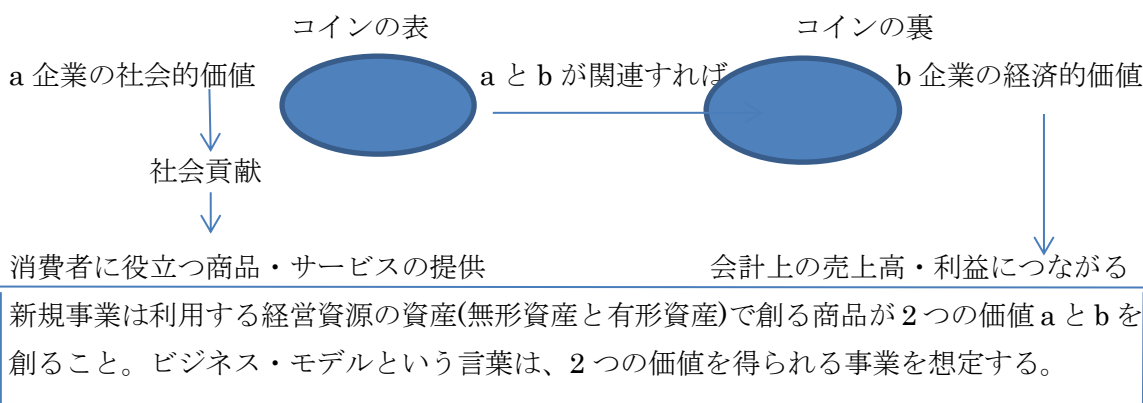 コインの表 コインの裏
a 企業の社会的価値 a と b が関連すれば b 企業の経済的価値
社会貢献
消費者に役立つ商品・サービスの提供 会計上の売上高・利益につながる
新規事業は利用する経営資源の資産(無形資産と有形資産)で創る商品が 2 つの価値 a と b を
創ること。ビジネス・モデルという言葉は、2 つの価値を得られる事業を想定する。